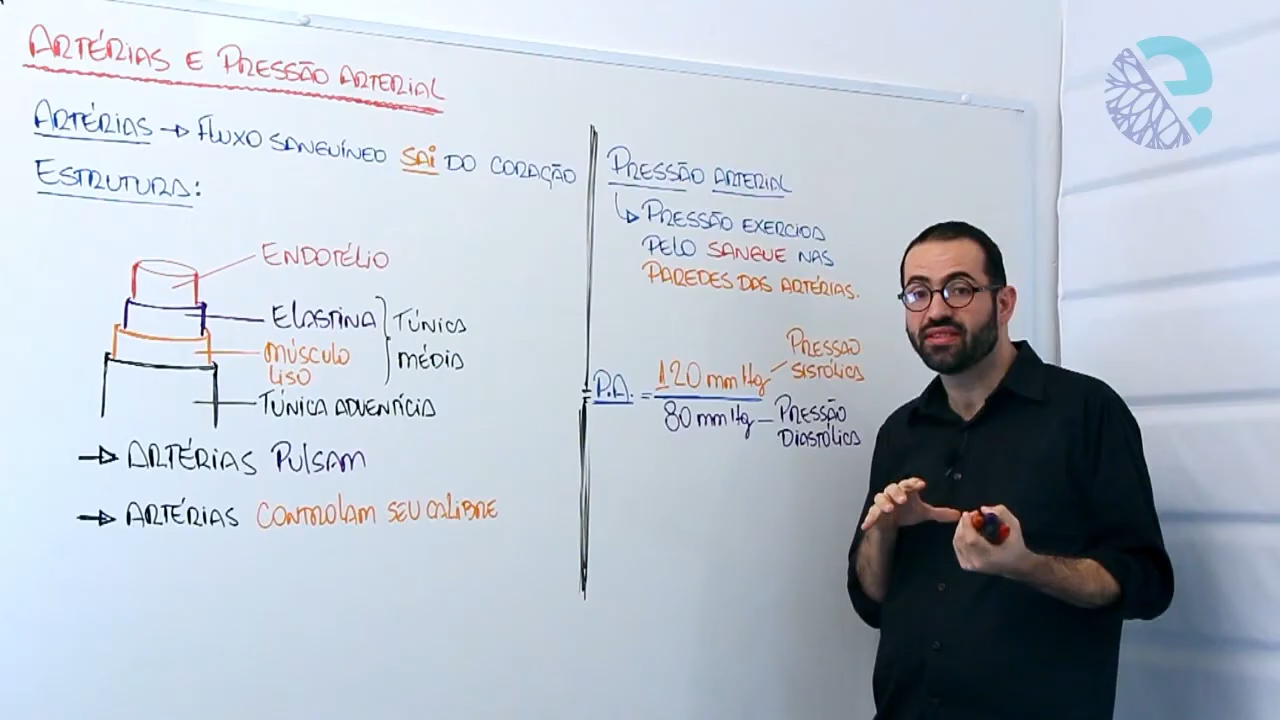 ARTÉRIAS E PRESSÃO ARTERIAL
ARTÉRIAS → FLUXO SANGUÍNEO SAI DO CORAÇÃO
ESTRUTURA:
ENDOTÉLIO
ELASTINA
MÚSCULO
LISO
TÚNICA
MÉDIA
TÚNICA ADVENTÍCIA
→ ARTÉRIAS PULSAM
→ ARTÉRIAS CONTROLAM SEU CALIBRE
PRESSÃO ARTERIAL
↳ PRESSÃO EXERCIDA
PELO SANGUE NAS
PAREDES DAS ARTÉRIAS.
P.A. = 120 mmHg
80 mmHg
PRESSÃO
SISTÓLICA
PRESSÃO
DIASTÓLICA